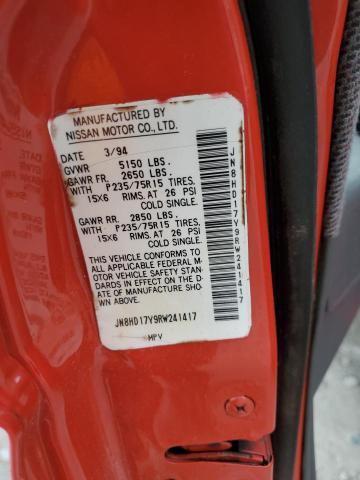 MANUFACTURED BY
NISSAN MOTOR CO., LTD.
DATE 3/94
GVWR 5150 LBS.
GAWR FR. 2650 LBS.
WITH P235/75R15 TIRES,
15X6 RIMS. AT 26 PSI
COLD SINGLE.
GAWR RR. 2850 LBS.
WITH P235/75R15 TIRES,
15X6 RIMS. AT 26 PSI
COLD SINGLE.
THIS VEHICLE CONFORMS TO
ALL APPLICABLE FEDERAL M-
OTOR VEHICLE SAFETY STAN-
DARDS IN EFFECT ON THE DAT-
E OF MANUFACTURE SHO
WN ABOVE.
JN8HD17Y9RW241417
MPV
JN8HD17Y9RW241417